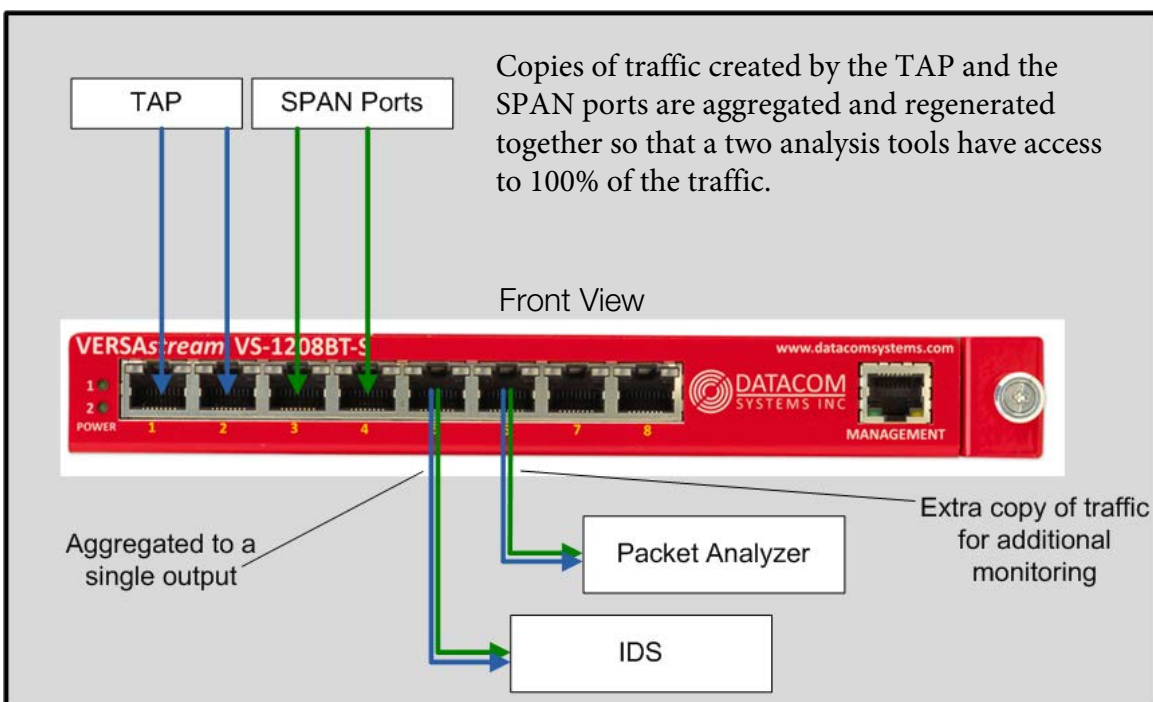 TAP
SPAN Ports
Copies of traffic created by the TAP and the
SPAN ports are aggregated and regenerated
together so that a two analysis tools have access
to 100% of the traffic.
Front View
VERSAstream VS-1208BT-S
www.datacomsystems.com
1
2
POWER
1 2 3 4 7 8
DATACOM
SYSTEMS INC
MANAGEMENT
Aggregated to a
single output
Extra copy of traffic
for additional
monitoring
Packet Analyzer
IDS